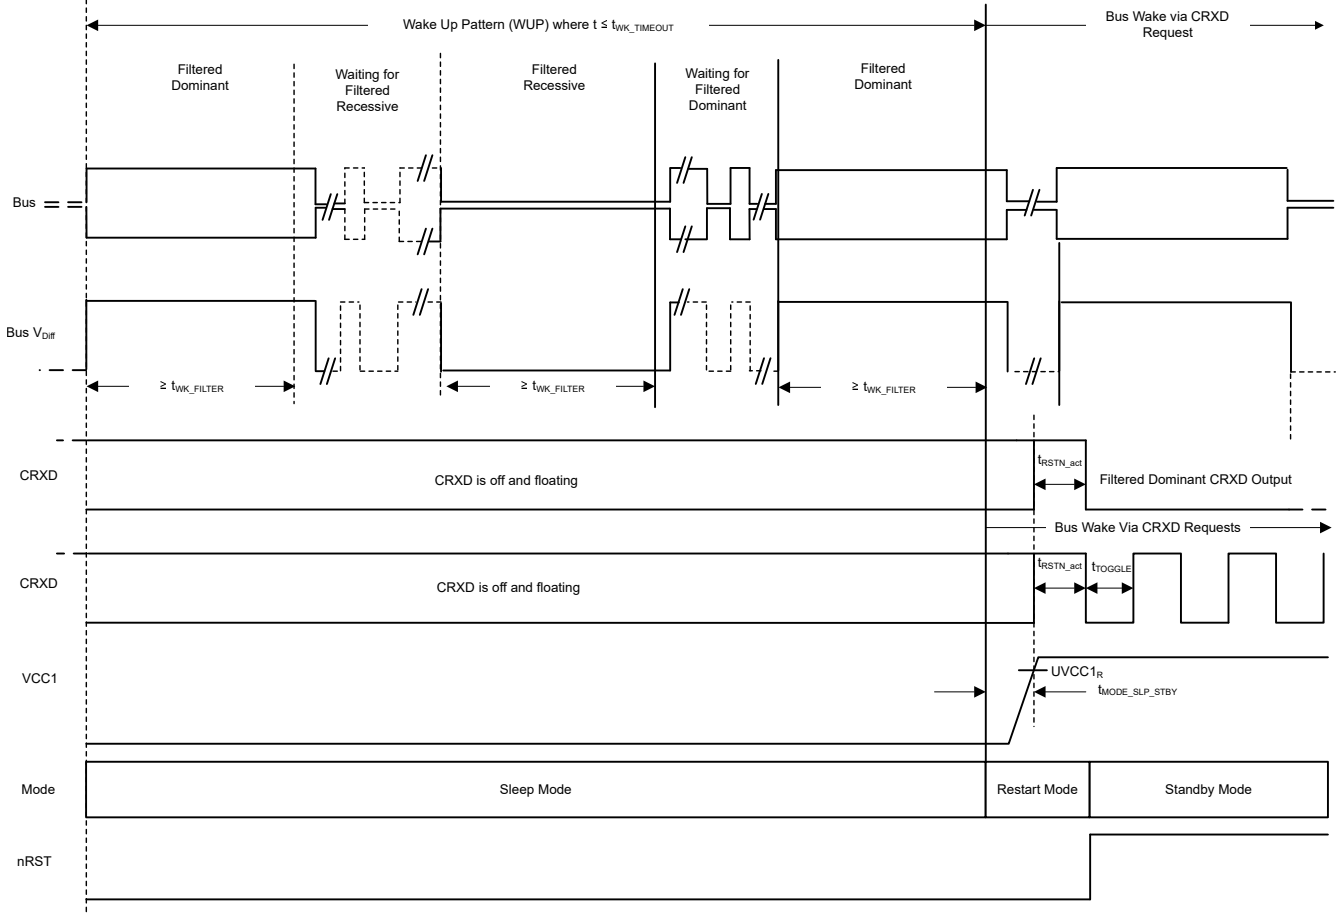 Wake Up Pattern (WUP) where t ≤ tWK_TIMEOUT
Bus Wake via CRXD
Request
Filtered
Dominant
Waiting for
Filtered
Recessive
Filtered
Recessive
Waiting for
Filtered
Dominant
Filtered
Dominant
Bus
Bus VDiff
≥ tWK_FILTER
≥ tWK_FILTER
≥ tWK_FILTER
CRXD
CRXD is off and floating
tRSTN_act
Filtered Dominant CRXD Output
Bus Wake Via CRXD Requests
CRXD
CRXD is off and floating
tRSTN_act
tTOGGLE
VCC1
UVCC1R
tMODE_SLP_STBY
Mode
Sleep Mode
Restart Mode
Standby Mode
nRST